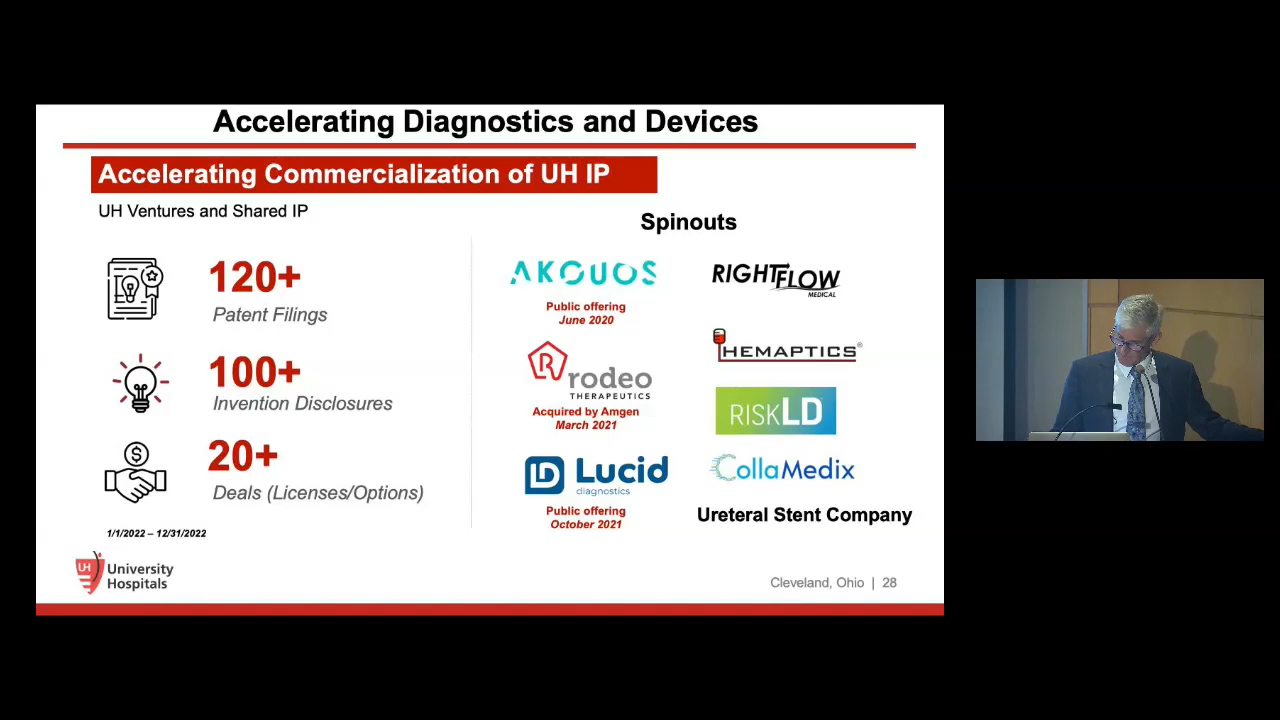 Accelerating Diagnostics and Devices
Accelerating Commercialization of UH IP
UH Ventures and Shared IP
120+
Patent Filings
100+
Invention Disclosures
$
20+
Deals (Licenses/Options)
1/1/2022 – 12/31/2022
Spinouts
AKOUOS
Public offering
June 2020
R
rodeo
THERAPEUTICS
Acquired by Amgen
March 2021
LD Lucid
diagnostics
Public offering
October 2021
RIGHTFLOW
MEDICAL
HEMAPTICS®
RISKLD
CollaMedix
Ureteral Stent Company
UH University
Hospitals
Cleveland, Ohio | 28